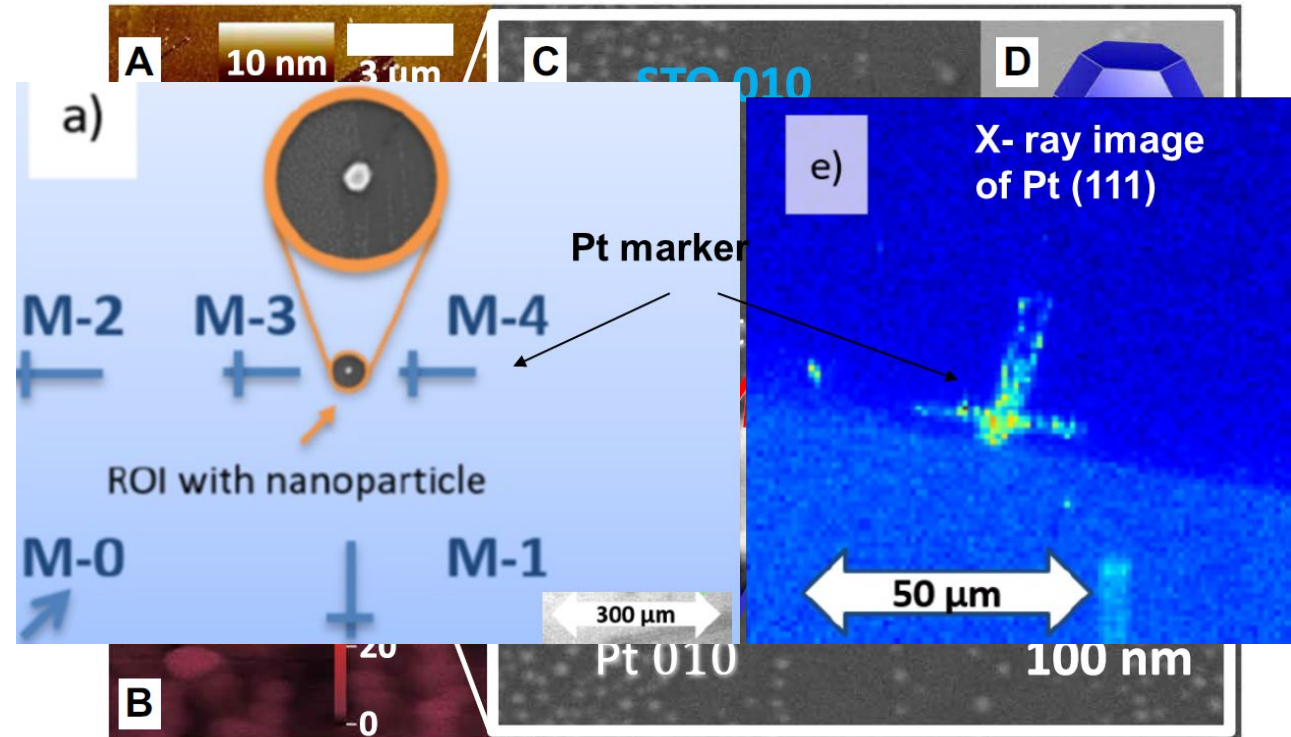 A
10 nm
3 µm
C
STO 010
D
a)
e)
X- ray image
of Pt (111)
Pt marker
M-2
M-3
M-4
ROI with nanoparticle
M-0
M-1
300 µm
50 µm
20
Pt 010
100 nm
B
-0